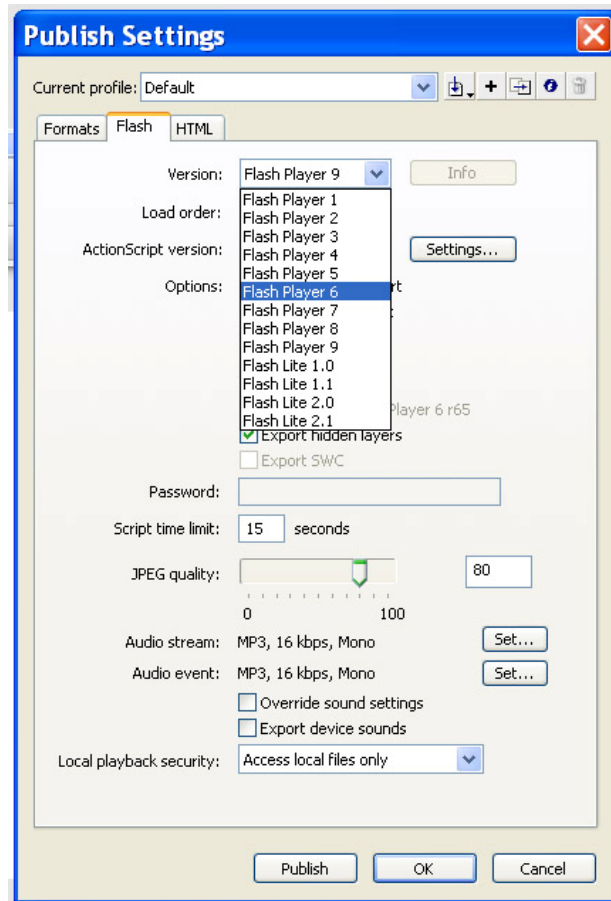 Publish Settings
Current profile: Default
Formats Flash HTML
Version: Flash Player 9 Info
Flash Player 1
Load order: Flash Player 2
Flash Player 3
ActionScript version: Flash Player 4 Settings...
Flash Player 5
Options: Flash Player 6 rt
Flash Player 7
Flash Player 8
Flash Player 9
Flash Lite 1.0
Flash Lite 1.1
Flash Lite 2.0 Player 6 r65
Flash Lite 2.1
Export hidden layers
Export SWC
Password:
Script time limit: 15 seconds
JPEG quality: 80
0 100
Audio stream: MP3, 16 kbps, Mono Set...
Audio event: MP3, 16 kbps, Mono Set...
Override sound settings
Export device sounds
Local playback security: Access local files only
Publish OK Cancel